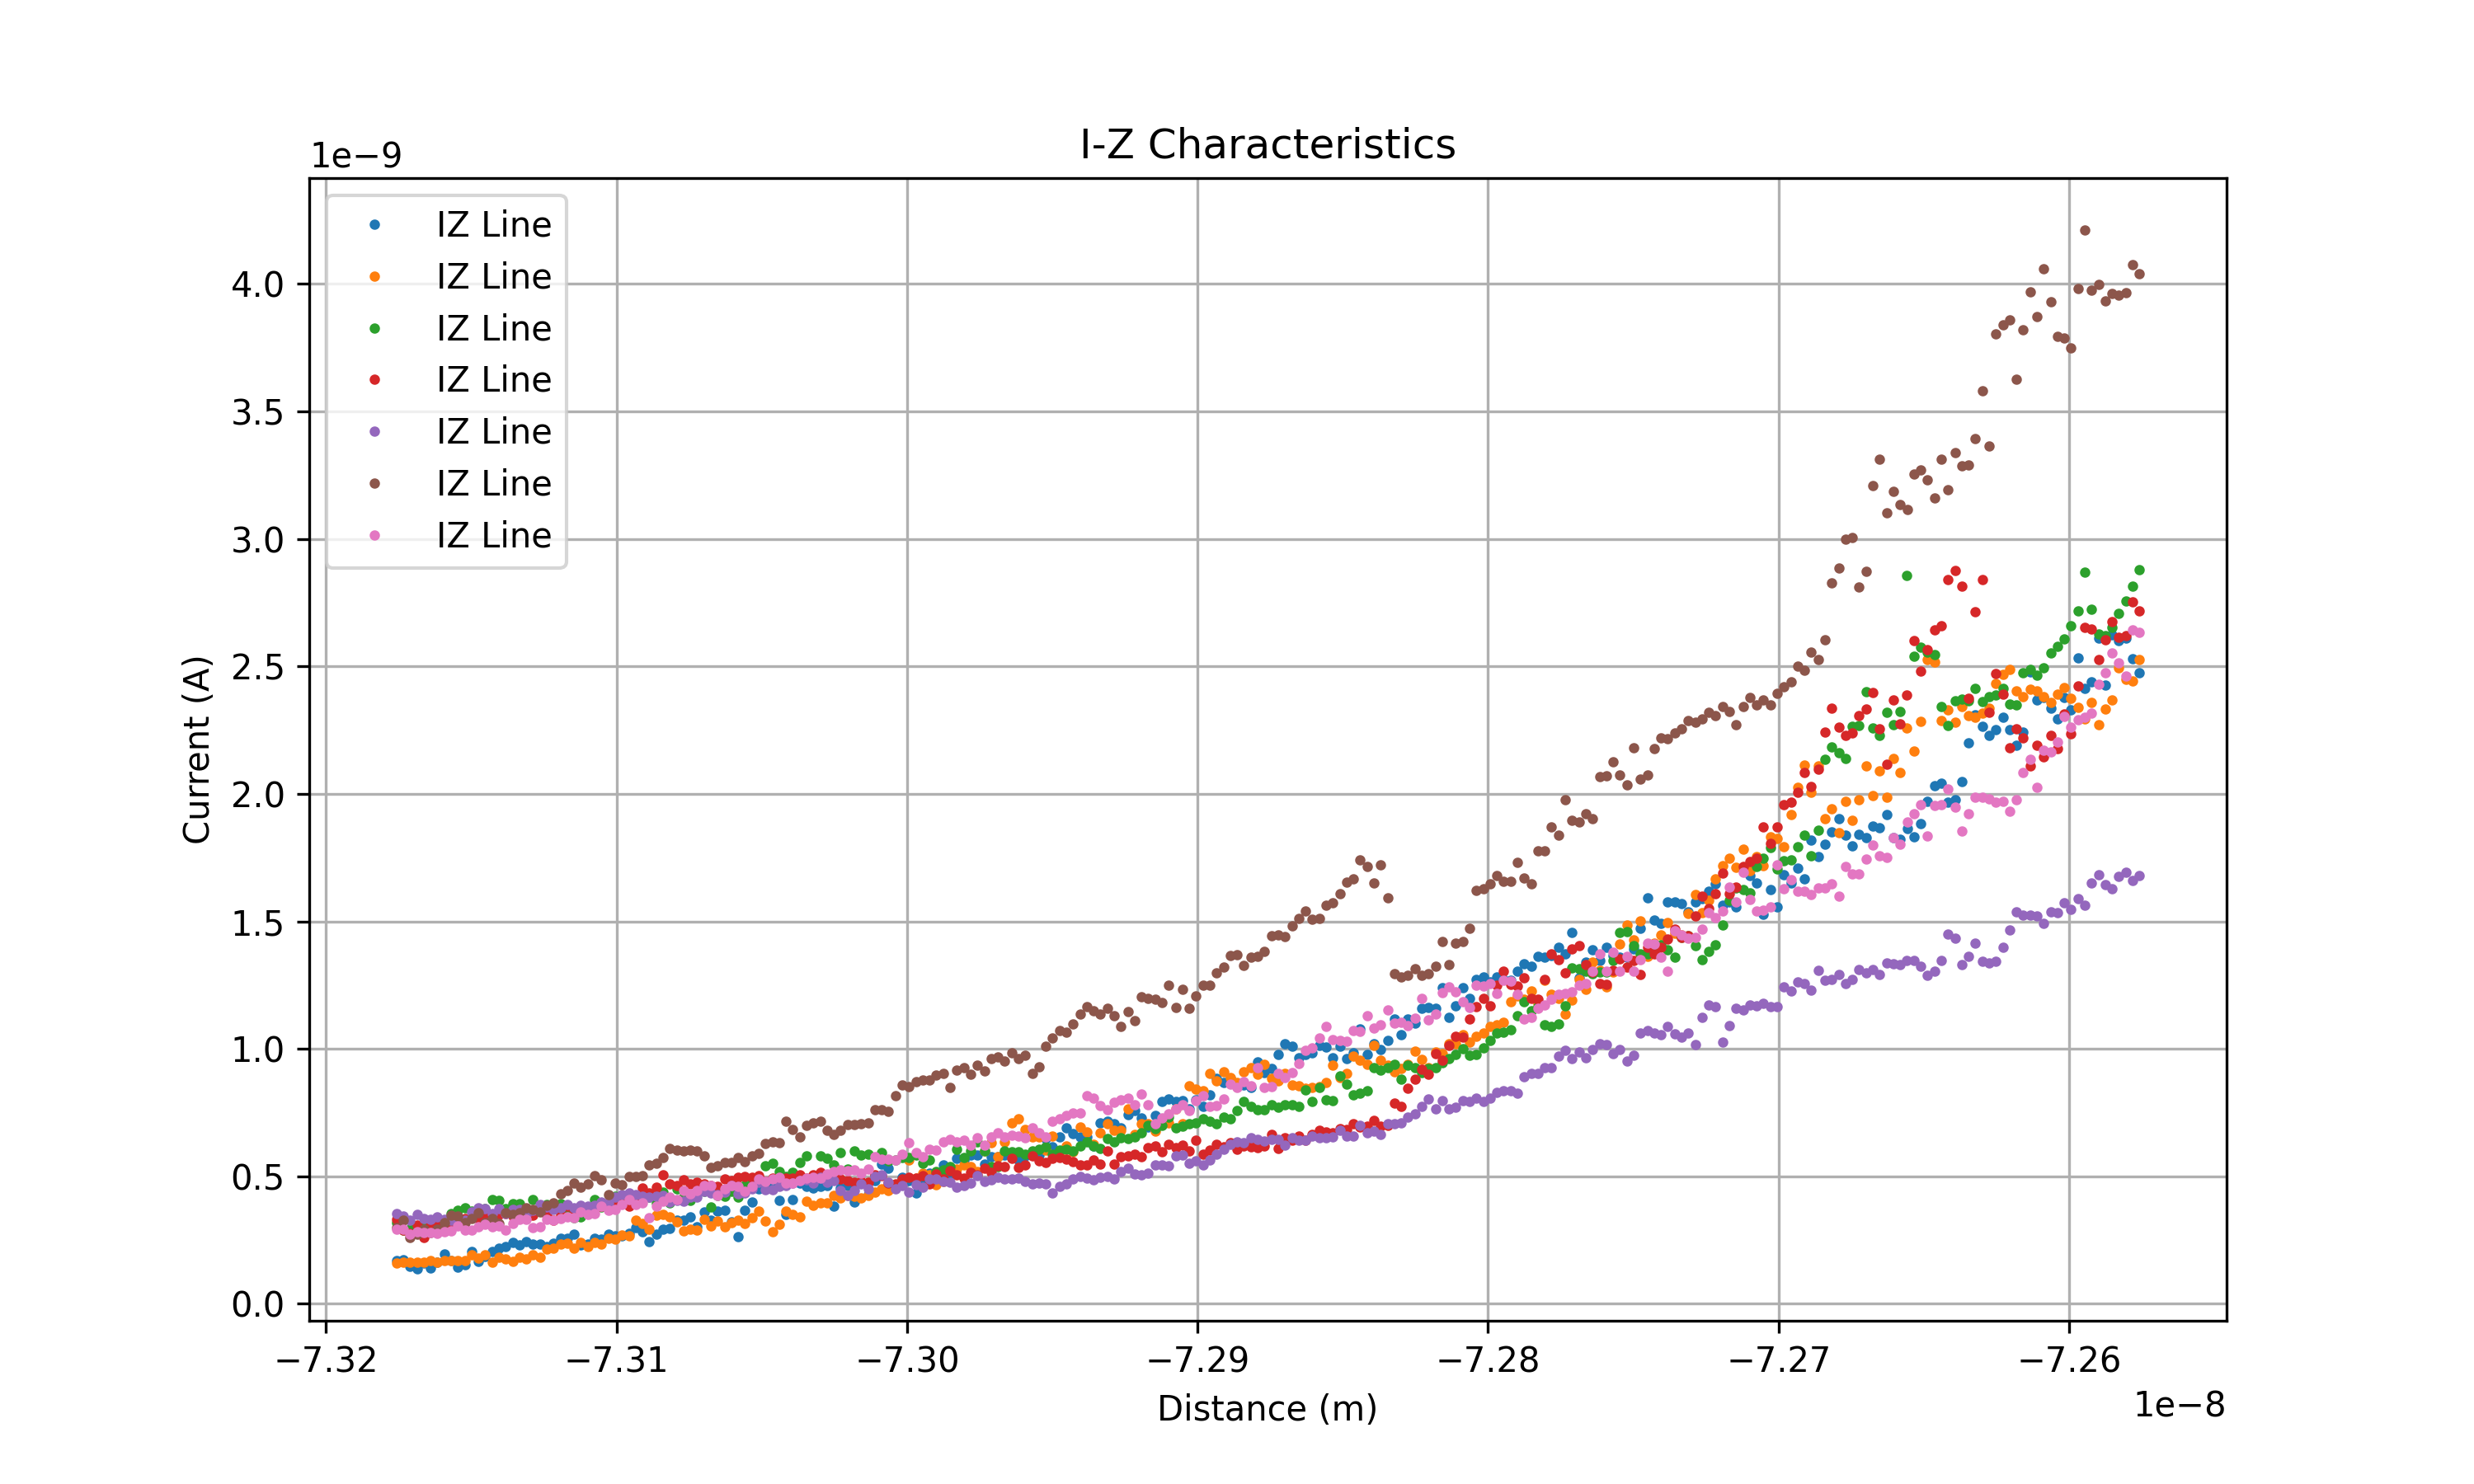 I-Z Characteristics
1e−9
IZ Line
IZ Line
IZ Line
IZ Line
IZ Line
IZ Line
IZ Line
4.0
3.5
3.0
2.5
2.0
1.5
1.0
0.5
0.0
Current (A)
−7.32 −7.31 −7.30 −7.29 −7.28 −7.27 −7.26
1e−8
Distance (m)